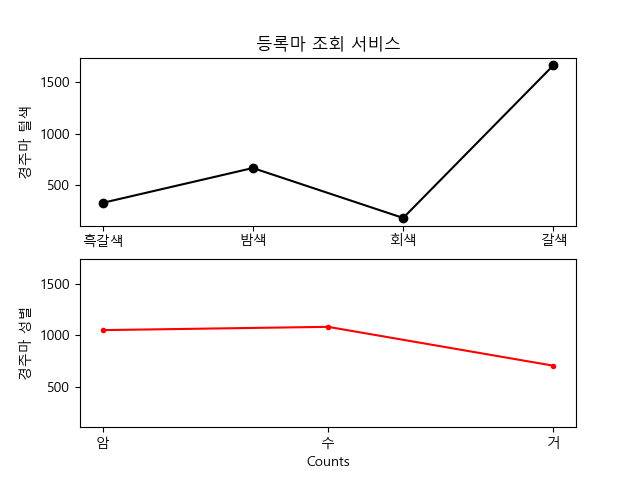 등록마 조회 서비스
경주마 털색
1500
1000
500
흑갈색 밤색 회색 갈색
경주마 성별
1500
1000
500
암 수 거
Counts